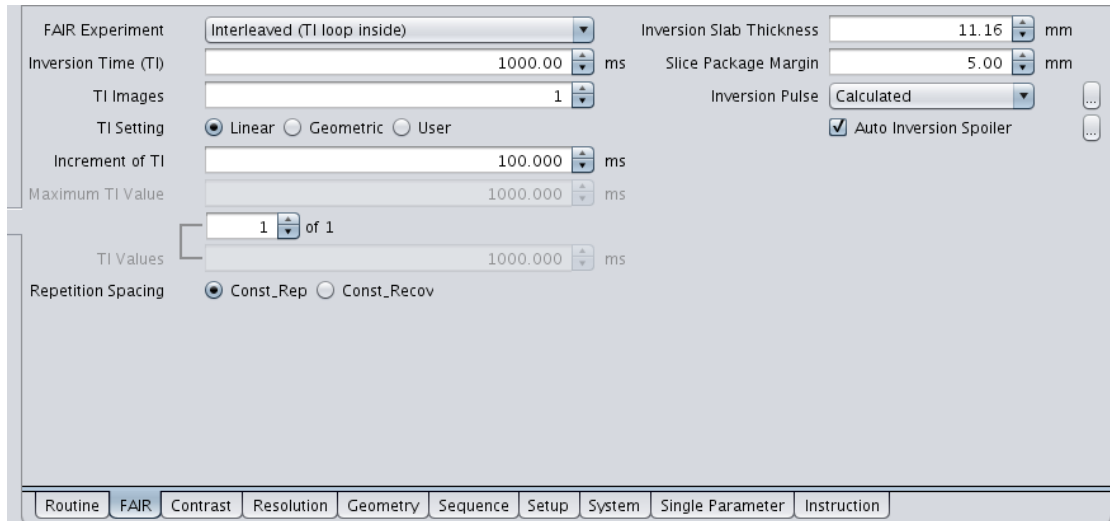 FAIR Experiment Interleaved (TI loop inside) Inversion Slab Thickness 11.16 mm
Inversion Time (TI) 1000.00 ms Slice Package Margin 5.00 mm
TI Images 1 Inversion Pulse Calculated ...
TI Setting Linear Geometric User Auto Inversion Spoiler ...
Increment of TI 100.000 ms
Maximum TI Value 1000.000 ms
1 of 1
TI Values 1000.000 ms
Repetition Spacing Const_Rep Const_Recov
Routine FAIR Contrast Resolution Geometry Sequence Setup System Single Parameter Instruction